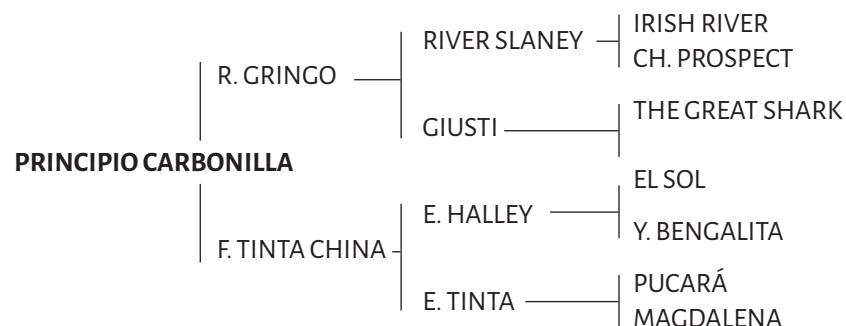 IRISH RIVER
RIVER SLANEY
CH. PROSPECT
R. GRINGO
THE GREAT SHARK
GIUSTI
PRINCIPIO CARBONILLA
EL SOL
E. HALLEY
Y. BENGALITA
F. TINTA CHINA
PUCARÁ
E. TINTA
MAGDALENA